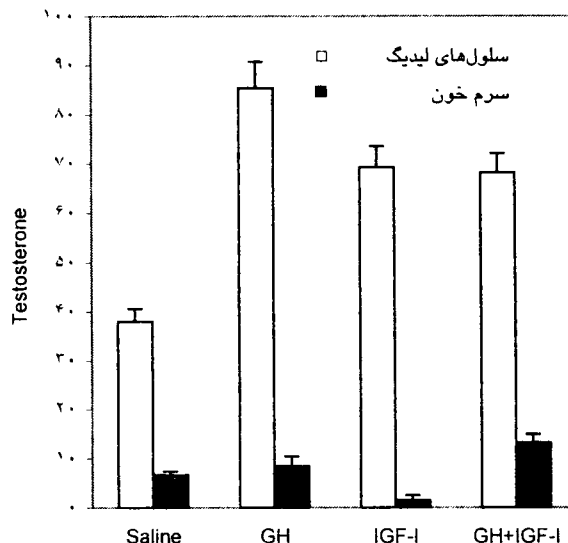 ۱۰۰
۹۰
۸۰
۷۰
۶۰
۵۰
۴۰
۳۰
۲۰
۱۰
۰
Testosterone
سلول‌های لیدیگ
سرم خون
Saline GH IGF-I GH+IGF-I